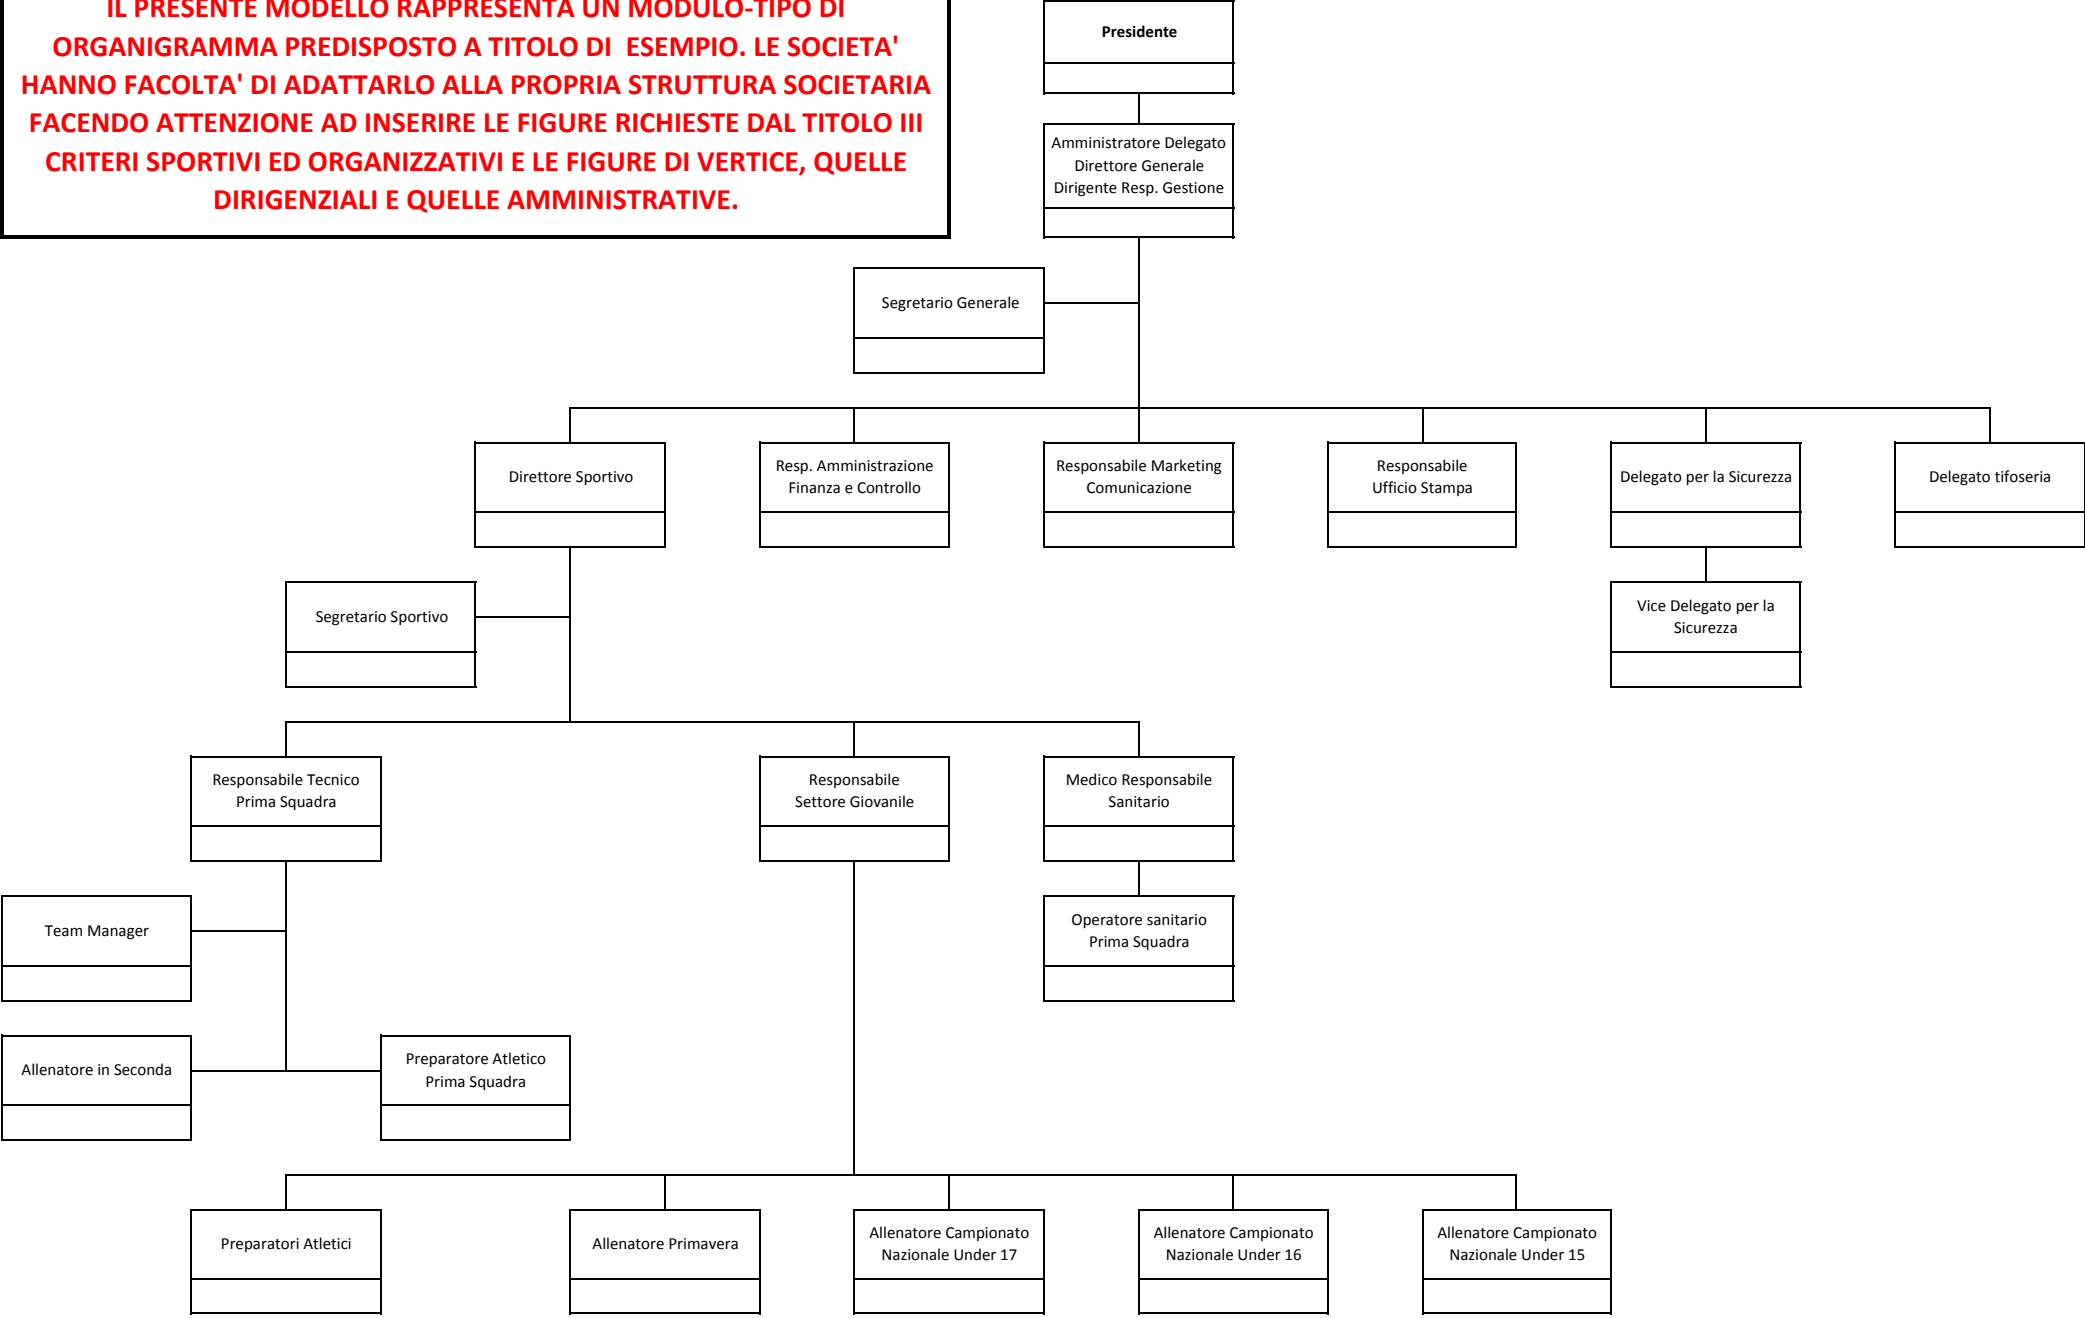 IL PRESENTE MODELLO RAPPRESENTA UN MODULO-TIPO DI
ORGANIGRAMMA PREDISPOSTO A TITOLO DI  ESEMPIO. LE SOCIETA'
HANNO FACOLTA' DI ADATTARLO ALLA PROPRIA STRUTTURA SOCIETARIA
FACENDO ATTENZIONE AD INSERIRE LE FIGURE RICHIESTE DAL TITOLO III
CRITERI SPORTIVI ED ORGANIZZATIVI E LE FIGURE DI VERTICE, QUELLE
DIRIGENZIALI E QUELLE AMMINISTRATIVE.
Presidente
Amministratore Delegato
Direttore Generale
Dirigente Resp. Gestione
Segretario Generale
Direttore Sportivo
Resp. Amministrazione
Finanza e Controllo
Responsabile Marketing
Comunicazione
Responsabile
Ufficio Stampa
Delegato per la Sicurezza
Delegato tifoseria
Segretario Sportivo
Vice Delegato per la
Sicurezza
Responsabile Tecnico
Prima Squadra
Responsabile
Settore Giovanile
Medico Responsabile
Sanitario
Team Manager
Operatore sanitario
Prima Squadra
Allenatore in Seconda
Preparatore Atletico
Prima Squadra
Preparatori Atletici
Allenatore Primavera
Allenatore Campionato
Nazionale Under 17
Allenatore Campionato
Nazionale Under 16
Allenatore Campionato
Nazionale Under 15